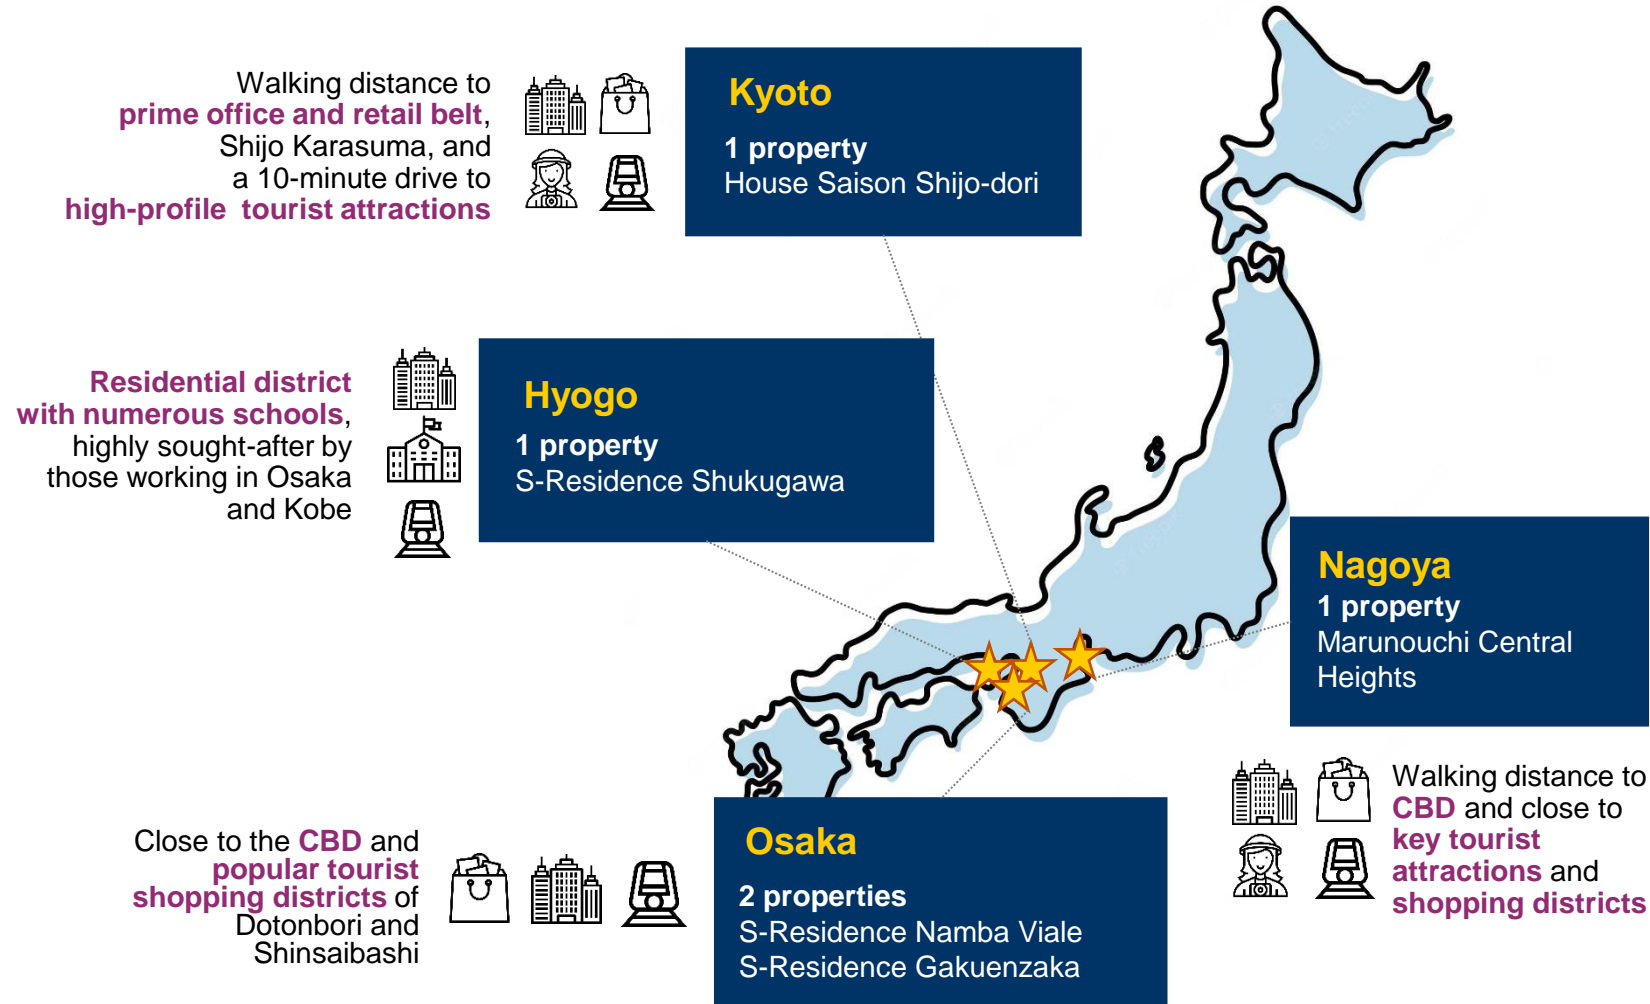 Walking distance to
prime office and retail belt,
Shijo Karasuma, and
a 10-minute drive to
high-profile tourist attractions
Kyoto
1 property
House Saison Shijo-dori
Residential district
with numerous schools,
highly sought-after by
those working in Osaka
and Kobe
Hyogo
1 property
S-Residence Shukugawa
Nagoya
1 property
Marunouchi Central
Heights
Walking distance to
CBD and close to
key tourist
attractions and
shopping districts
Close to the CBD and
popular tourist
shopping districts of
Dotonbori and
Shinsaibashi
Osaka
2 properties
S-Residence Namba Viale
S-Residence Gakuenzaka